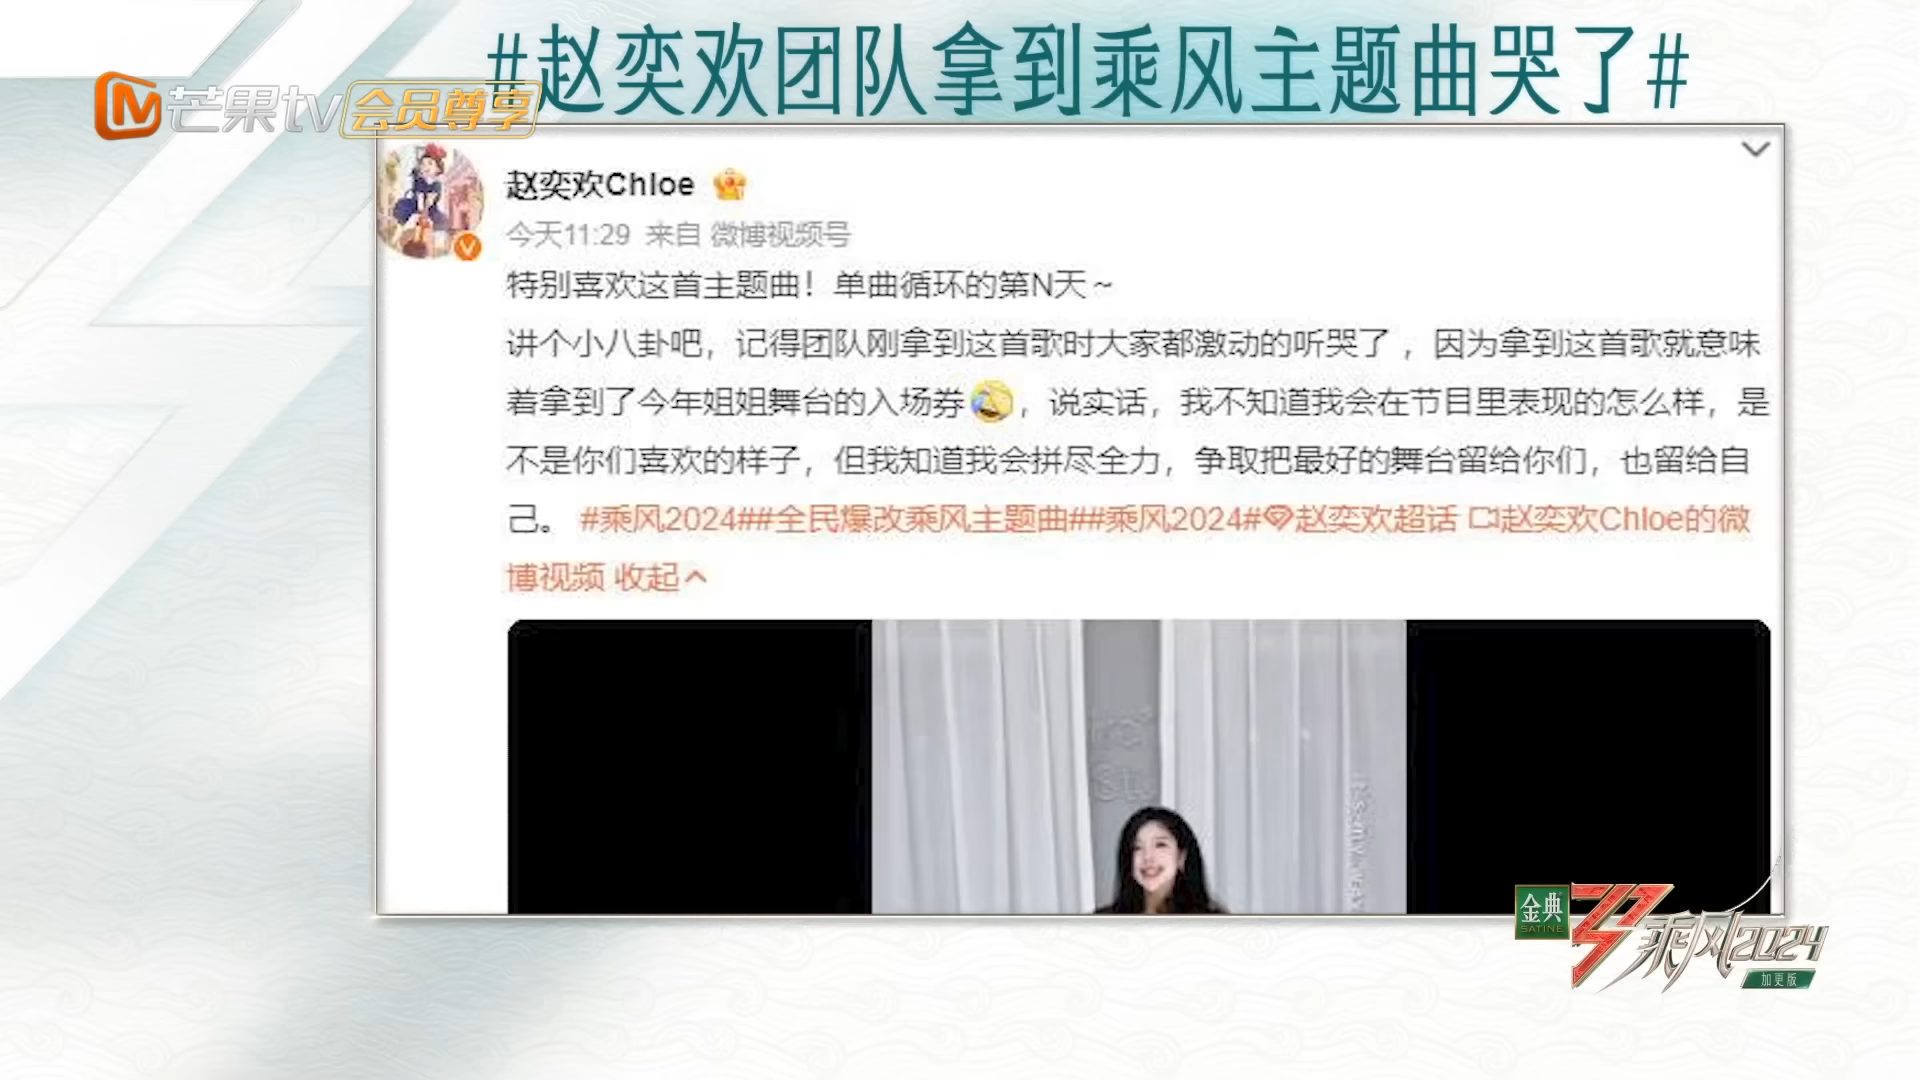 #赵奕欢团队拿到乘风主题曲哭了#
芒果tv 会员尊享
赵奕欢Chloe
今天11:29 来自 微博视频号
特别喜欢这首主题曲！单曲循环的第N天～
讲个小八卦吧，记得团队刚拿到这首歌时大家都激动的听哭了，因为拿到这首歌就意味
着拿到了今年姐姐舞台的入场券🤣，说实话，我不知道我会在节目里表现的怎么样，是
不是你们喜欢的样子，但我知道我会拼尽全力，争取把最好的舞台留给你们，也留给自
己。 #乘风2024##全民爆改乘风主题曲##乘风2024#赵奕欢超话 赵奕欢Chloe的微
博视频 收起
金典
SATINE
乘风2024
加更版